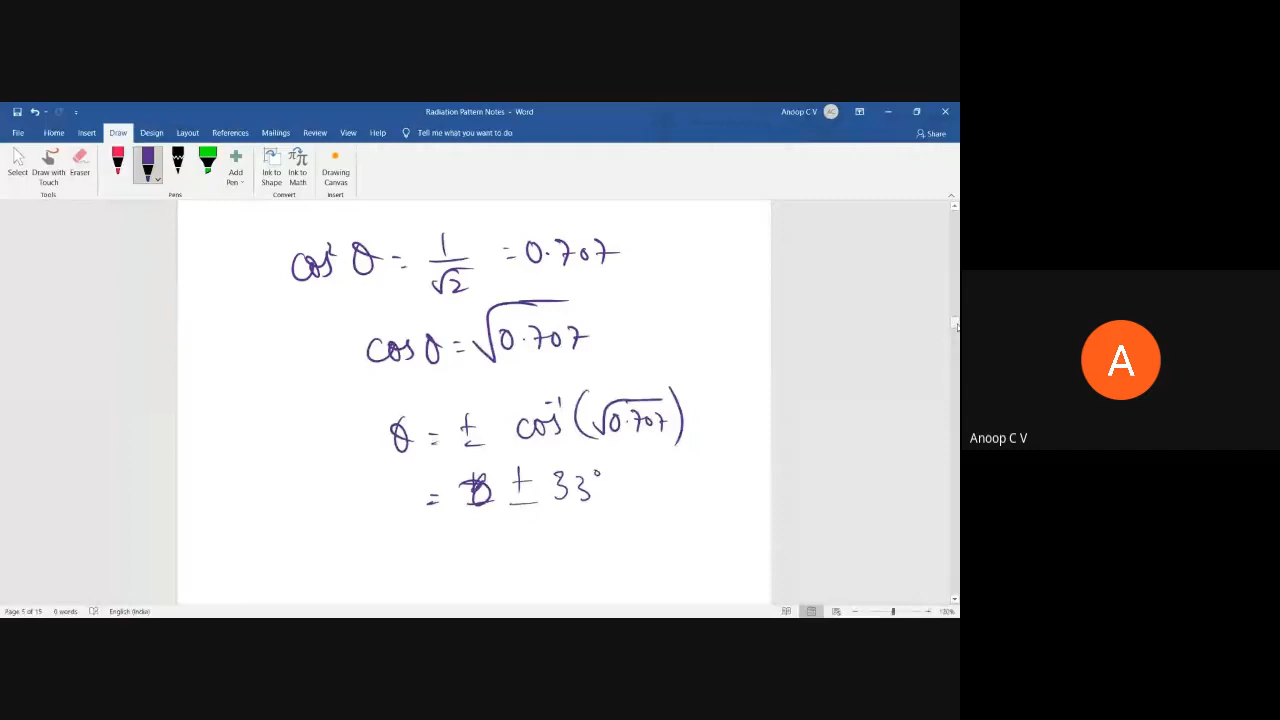 Radiation Pattern Notes - Word
Anoop C V
File Home Insert Draw Design Layout References Mailings Review View Help Tell me what you want to do
Share
Select Draw with Touch Eraser Add Pen Ink to Shape Ink to Math Drawing Canvas
Tools Pens Convert Insert
cos² θ = 1/√2 = 0.707
cos θ = √0.707
θ = ± cos⁻¹ (√0.707)
= ± 33°
A
Anoop C V
Page 5 of 15 0 words English (India)